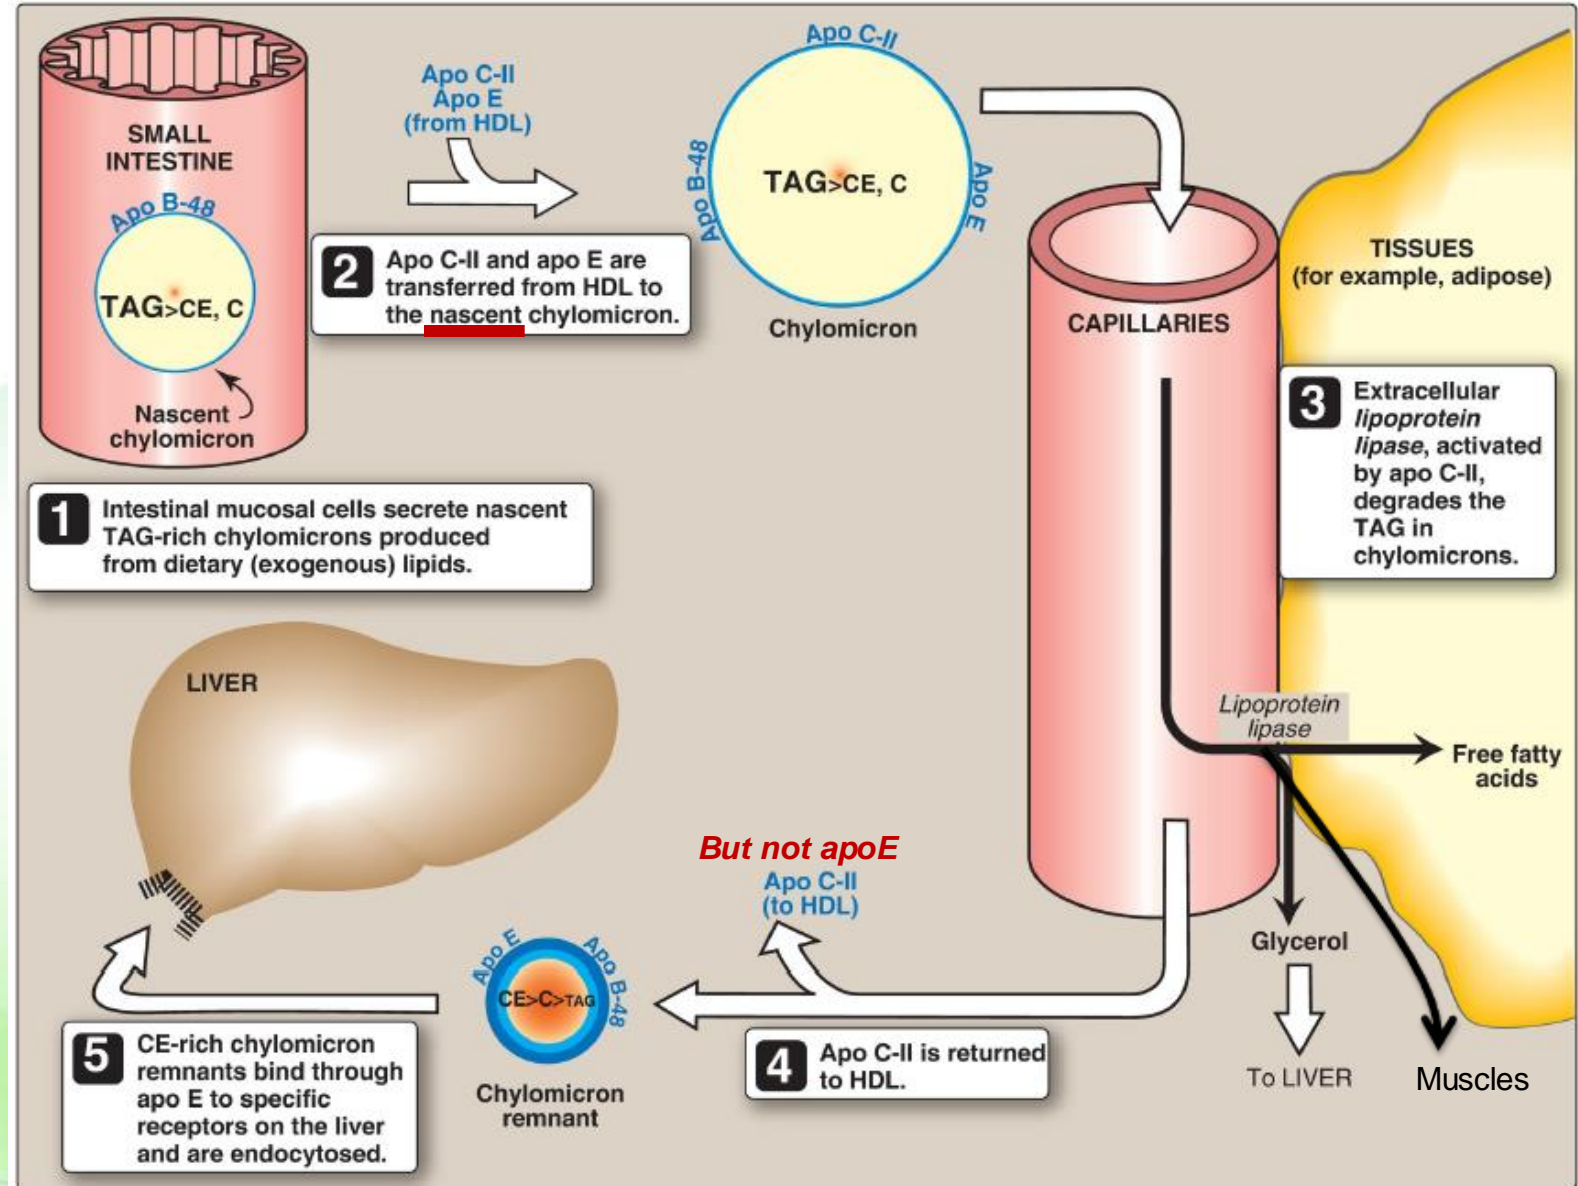 SMALL
INTESTINE
Apo B-48
TAG>CE, C
Nascent
chylomicron
1
Intestinal mucosal cells secrete nascent
TAG-rich chylomicrons produced
from dietary (exogenous) lipids.
Apo C-II
Apo E
(from HDL)
2
Apo C-II and apo E are
transferred from HDL to
the nascent chylomicron.
Apo C-II
Apo B-48
TAG>CE, C
Apo E
Chylomicron
CAPILLARIES
TISSUES
(for example, adipose)
3
Extracellular
lipoprotein
lipase, activated
by apo C-II,
degrades the
TAG in
chylomicrons.
Lipoprotein
lipase
Free fatty
acids
Glycerol
To LIVER
Muscles
But not apoE
Apo C-II
(to HDL)
4
Apo C-II is returned
to HDL.
Apo E
Apo B-48
CE>C>TAG
Chylomicron
remnant
LIVER
5
CE-rich chylomicron
remnants bind through
apo E to specific
receptors on the liver
and are endocytosed.